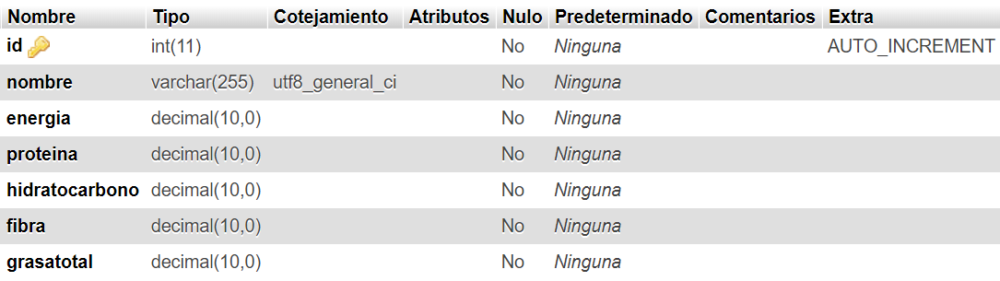 Nombre Tipo Cotejamiento Atributos Nulo Predeterminado Comentarios Extra
id int(11) No Ninguna AUTO_INCREMENT
nombre varchar(255) utf8_general_ci No Ninguna
energia decimal(10,0) No Ninguna
proteina decimal(10,0) No Ninguna
hidratocarbono decimal(10,0) No Ninguna
fibra decimal(10,0) No Ninguna
grasatotal decimal(10,0) No Ninguna